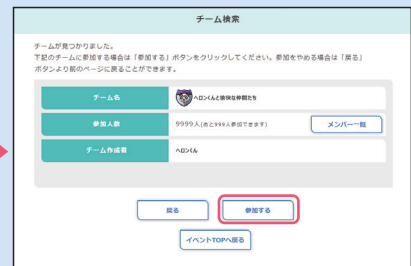 チーム検索
チームが見つかりました。
下記のチームに参加する場合は「参加する」ボタンをクリックしてください。参加をやめる場合は「戻る」
ボタンより前のページに戻ることができます。
チーム名
ヘロンくんと愉快な仲間たち
参加人数
9999人(あと999人参加できます)
メンバー一覧
チーム作成者
ヘロンくん
戻る
参加する
イベントTOPへ戻る